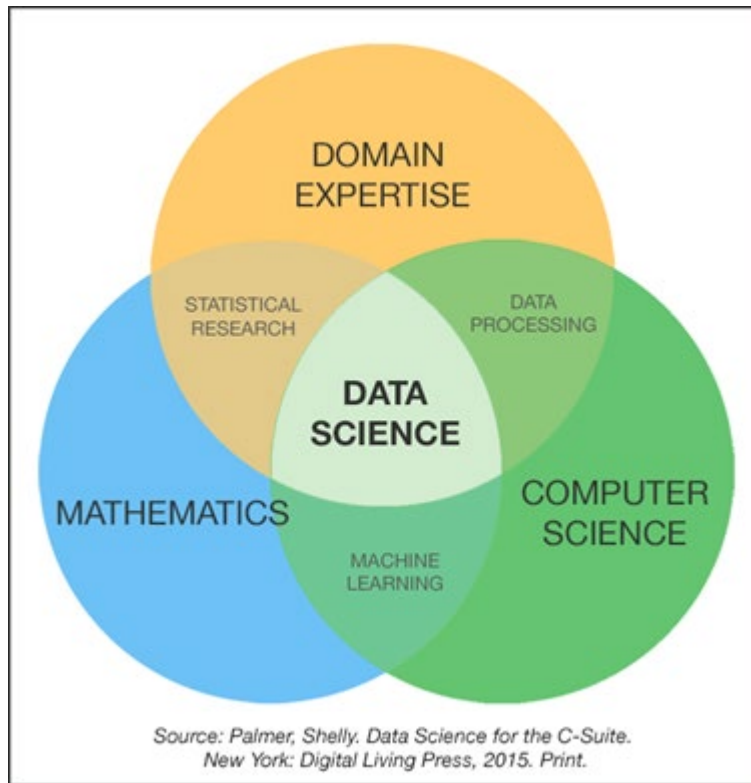 DOMAIN
EXPERTISE
STATISTICAL
RESEARCH
DATA
PROCESSING
DATA
SCIENCE
MATHEMATICS
COMPUTER
SCIENCE
MACHINE
LEARNING
Source: Palmer, Shelly. Data Science for the C-Suite.
New York: Digital Living Press, 2015. Print.